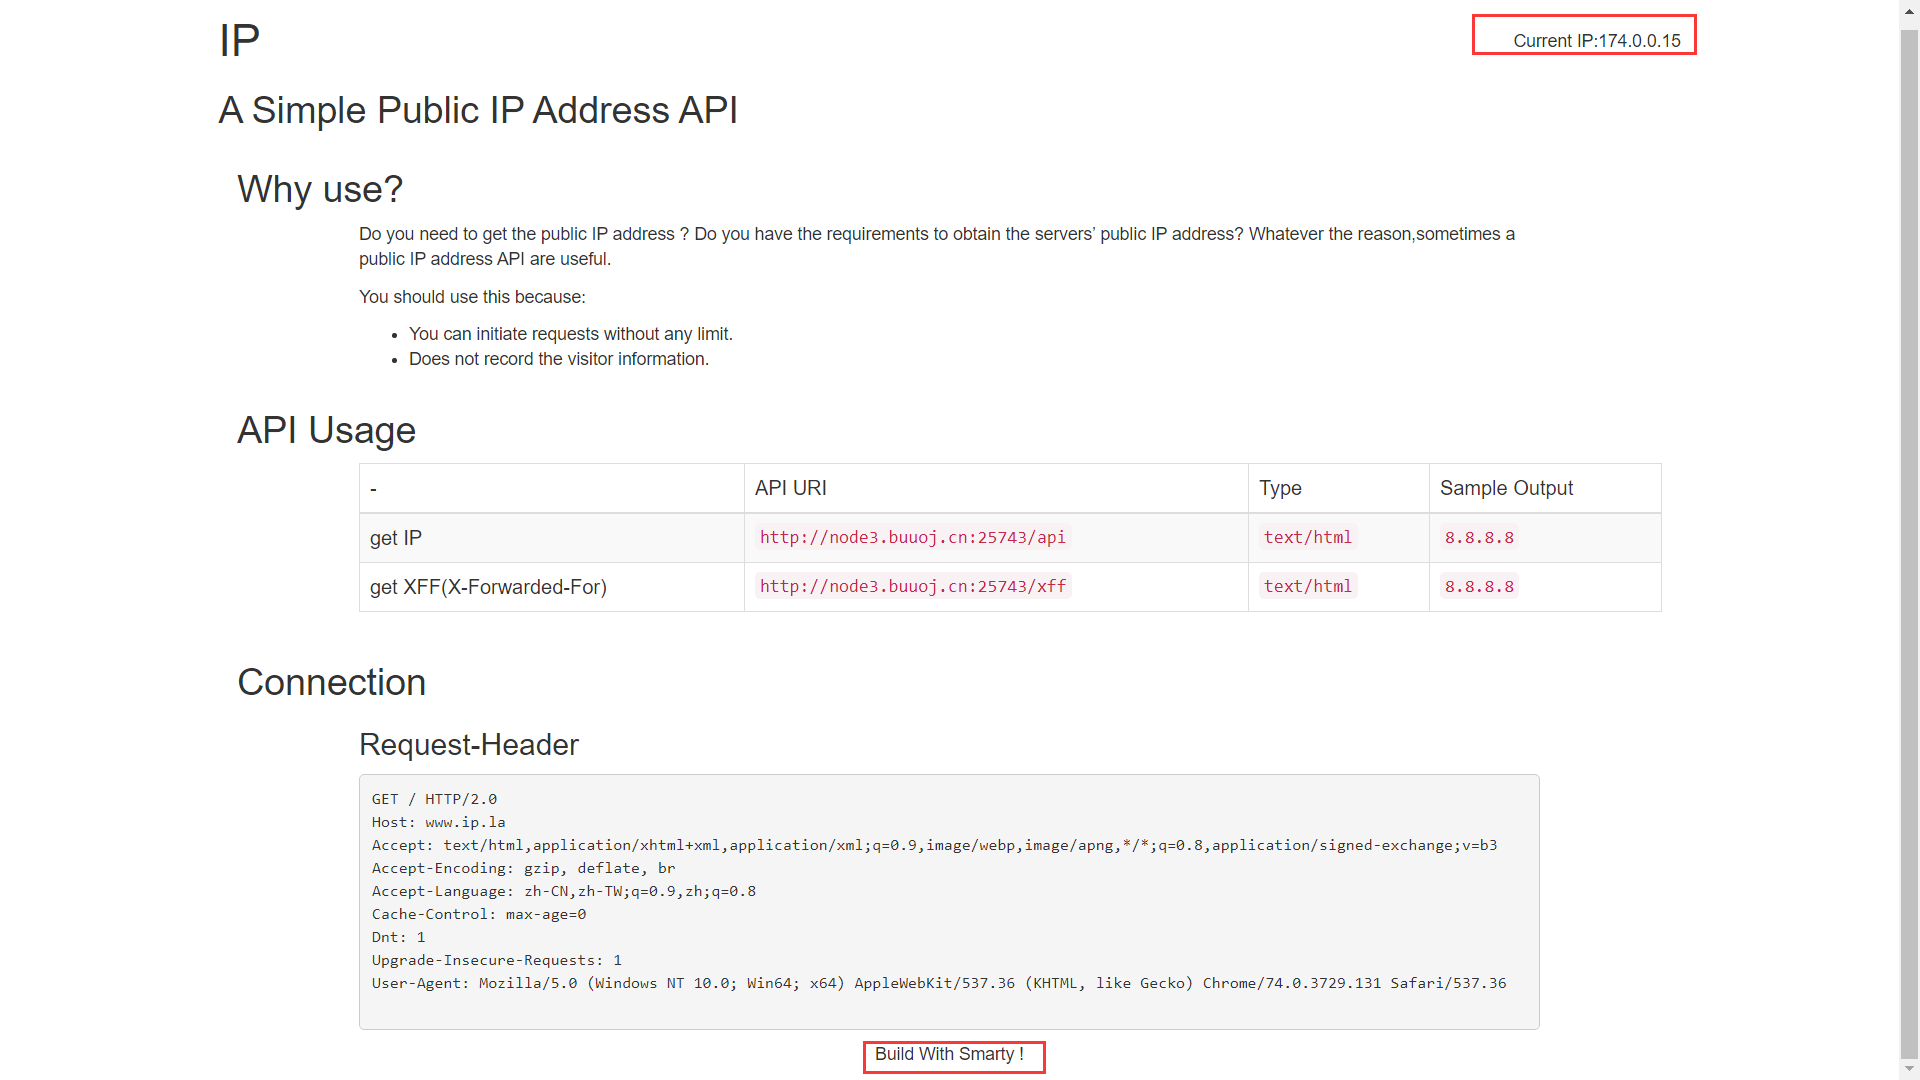 IP
Current IP:174.0.0.15
A Simple Public IP Address API
Why use?
Do you need to get the public IP address ? Do you have the requirements to obtain the servers’ public IP address? Whatever the reason,sometimes a
public IP address API are useful.
You should use this because:
• You can initiate requests without any limit.
• Does not record the visitor information.
API Usage
- API URI Type Sample Output
get IP http://node3.buuoj.cn:25743/api text/html 8.8.8.8
get XFF(X-Forwarded-For) http://node3.buuoj.cn:25743/xff text/html 8.8.8.8
Connection
Request-Header
GET / HTTP/2.0
Host: www.ip.la
Accept: text/html,application/xhtml+xml,application/xml;q=0.9,image/webp,image/apng,*/*;q=0.8,application/signed-exchange;v=b3
Accept-Encoding: gzip, deflate, br
Accept-Language: zh-CN,zh-TW;q=0.9,zh;q=0.8
Cache-Control: max-age=0
Dnt: 1
Upgrade-Insecure-Requests: 1
User-Agent: Mozilla/5.0 (Windows NT 10.0; Win64; x64) AppleWebKit/537.36 (KHTML, like Gecko) Chrome/74.0.3729.131 Safari/537.36
Build With Smarty !